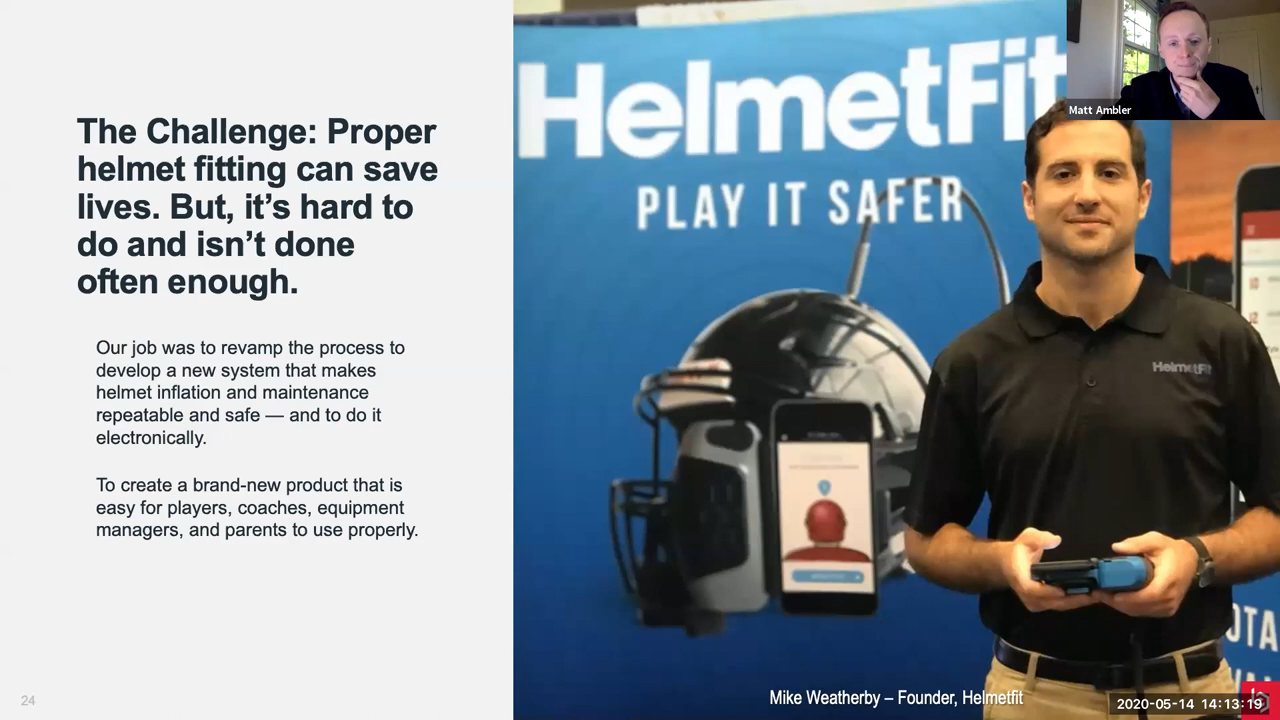 The Challenge: Proper
helmet fitting can save
lives. But, it’s hard to
do and isn’t done
often enough.
Our job was to revamp the process to
develop a new system that makes
helmet inflation and maintenance
repeatable and safe — and to do it
electronically.
To create a brand-new product that is
easy for players, coaches, equipment
managers, and parents to use properly.
24
HelmetFit
PLAY IT SAFER
Matt Ambler
HelmetFit
Mike Weatherby – Founder, Helmetfit
2020-05-14 14:13:19